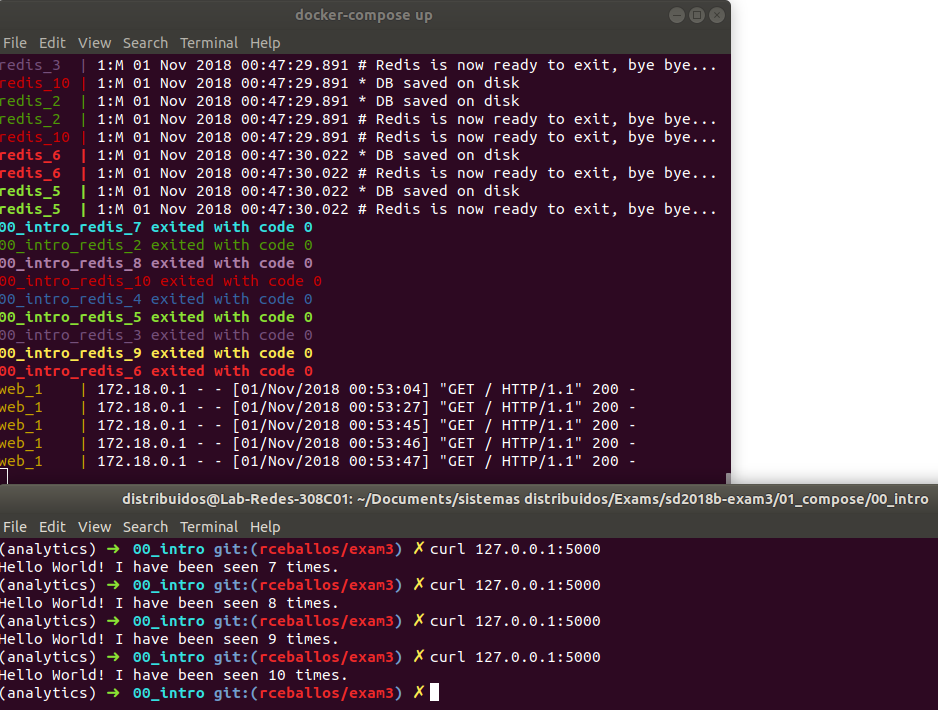 docker-compose up
File Edit View Search Terminal Help
redis_3 | 1:M 01 Nov 2018 00:47:29.891 # Redis is now ready to exit, bye bye...
redis_10 | 1:M 01 Nov 2018 00:47:29.891 * DB saved on disk
redis_2 | 1:M 01 Nov 2018 00:47:29.891 * DB saved on disk
redis_2 | 1:M 01 Nov 2018 00:47:29.891 # Redis is now ready to exit, bye bye...
redis_10 | 1:M 01 Nov 2018 00:47:29.891 # Redis is now ready to exit, bye bye...
redis_6 | 1:M 01 Nov 2018 00:47:30.022 * DB saved on disk
redis_6 | 1:M 01 Nov 2018 00:47:30.022 # Redis is now ready to exit, bye bye...
redis_5 | 1:M 01 Nov 2018 00:47:30.022 * DB saved on disk
redis_5 | 1:M 01 Nov 2018 00:47:30.022 # Redis is now ready to exit, bye bye...
00_intro_redis_7 exited with code 0
00_intro_redis_2 exited with code 0
00_intro_redis_8 exited with code 0
00_intro_redis_10 exited with code 0
00_intro_redis_4 exited with code 0
00_intro_redis_5 exited with code 0
00_intro_redis_3 exited with code 0
00_intro_redis_9 exited with code 0
00_intro_redis_6 exited with code 0
web_1 | 172.18.0.1 - - [01/Nov/2018 00:53:04] "GET / HTTP/1.1" 200 -
web_1 | 172.18.0.1 - - [01/Nov/2018 00:53:27] "GET / HTTP/1.1" 200 -
web_1 | 172.18.0.1 - - [01/Nov/2018 00:53:45] "GET / HTTP/1.1" 200 -
web_1 | 172.18.0.1 - - [01/Nov/2018 00:53:46] "GET / HTTP/1.1" 200 -
web_1 | 172.18.0.1 - - [01/Nov/2018 00:53:47] "GET / HTTP/1.1" 200 -
distribuidos@Lab-Redes-308C01: ~/Documents/sistemas distribuidos/Exams/sd2018b-exam3/01_compose/00_intro
File Edit View Search Terminal Help
(analytics) ➜ 00_intro git:(rceballos/exam3) ✗ curl 127.0.0.1:5000
Hello World! I have been seen 7 times.
(analytics) ➜ 00_intro git:(rceballos/exam3) ✗ curl 127.0.0.1:5000
Hello World! I have been seen 8 times.
(analytics) ➜ 00_intro git:(rceballos/exam3) ✗ curl 127.0.0.1:5000
Hello World! I have been seen 9 times.
(analytics) ➜ 00_intro git:(rceballos/exam3) ✗ curl 127.0.0.1:5000
Hello World! I have been seen 10 times.
(analytics) ➜ 00_intro git:(rceballos/exam3) ✗